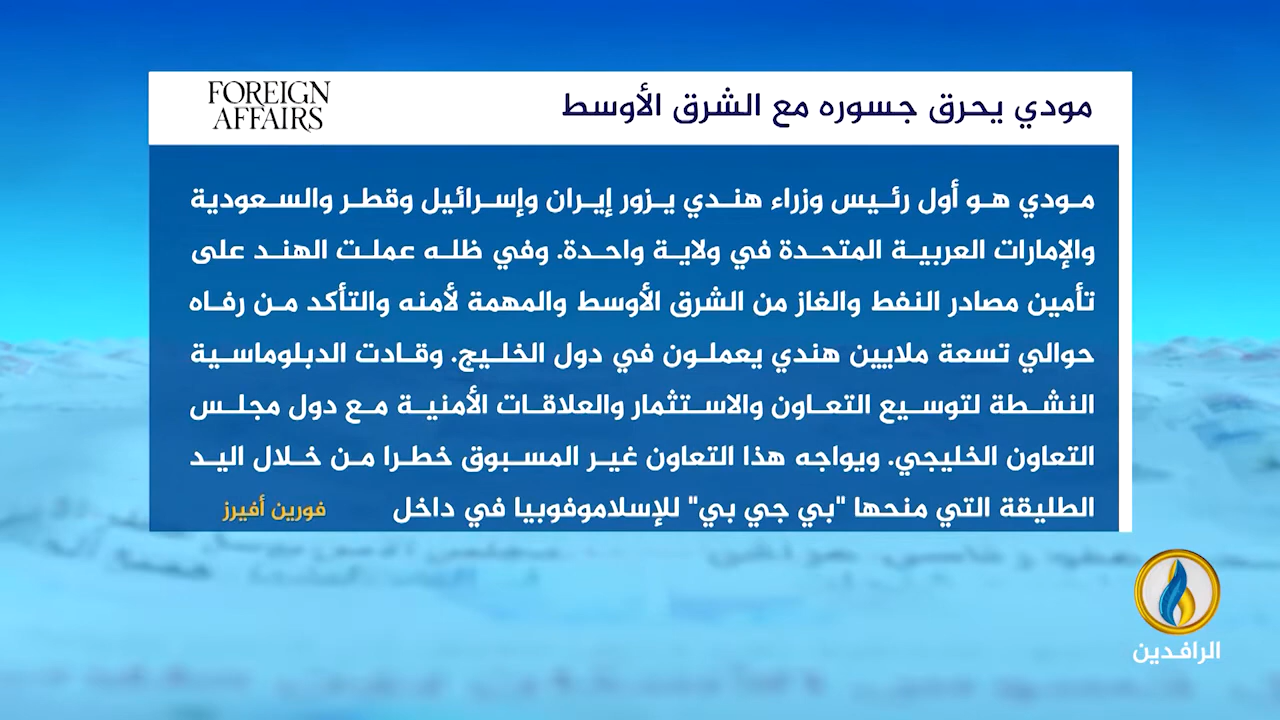 FOREIGN
AFFAIRS
مودي يحرق جسوره مع الشرق الأوسط
مودي هو أول رئيس وزراء هندي يزور إيران وإسرائيل وقطر والسعودية
والإمارات العربية المتحدة في ولاية واحدة. وفي ظله عملت الهند على
تأمين مصادر النفط والغاز من الشرق الأوسط والمهمة لأمنه والتأكد من رفاه
حوالي تسعة ملايين هندي يعملون في دول الخليج. وقادت الدبلوماسية
النشطة لتوسيع التعاون والاستثمار والعلاقات الأمنية مع دول مجلس
التعاون الخليجي. ويواجه هذا التعاون غير المسبوق خطرا من خلال اليد
الطليقة التي منحها "بي جي بي" للإسلاموفوبيا في داخل
فورين أفيرز
الرافدين